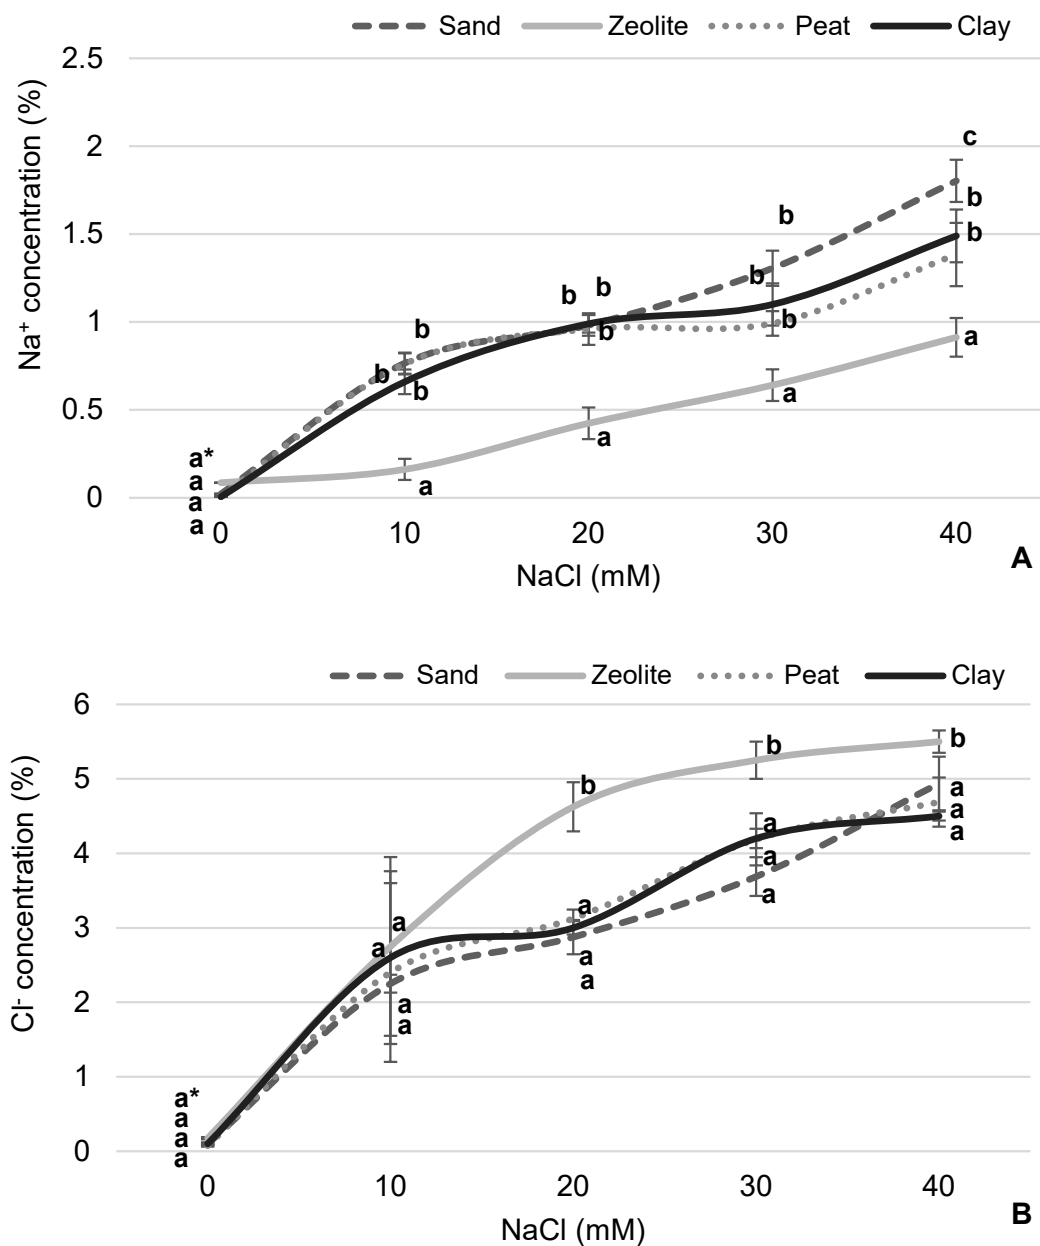 Sand Zeolite Peat Clay
2.5
2
1.5
1
0.5
0
Na⁺ concentration (%)
c
b
b
b
b
b
b
b
b
b
b
b
a
a
a
a
a*
a
a
a
0 10 20 30 40
NaCl (mM)
A
Sand Zeolite Peat Clay
6
5
4
3
2
1
0
Cl⁻ concentration (%)
b
b
b
a
a
a
a
a
a
a
a
a
a
a
a
a
a*
a
a
a
0 10 20 30 40
NaCl (mM)
B